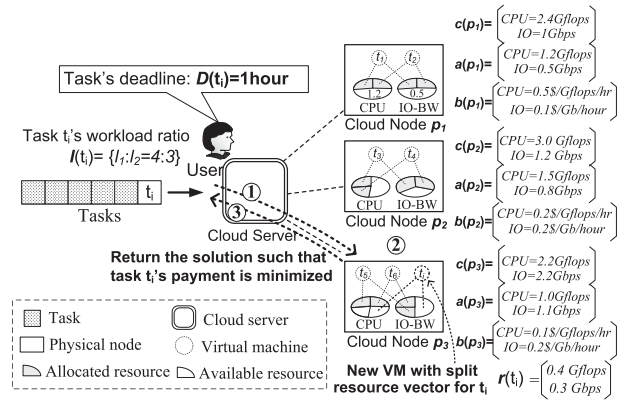 Task's deadline: D(ti)=1hour
Task ti's workload ratio
l(ti)= {l1:l2=4:3}
User
ti
Tasks
Cloud Server
1
3
2
Return the solution such that
task ti's payment is minimized
t1
t2
1.2
0.5
CPU
IO-BW
Cloud Node p1
t3
t4
CPU
IO-BW
Cloud Node p2
t5
t6
ti
CPU
IO-BW
Cloud Node p3
c(p1)=
CPU=2.4Gflops
IO=1Gbps
a(p1)=
CPU=1.2Gflops
IO=0.5Gbps
b(p1)=
CPU=0.5$/Gflops/hr
IO=0.1$/Gb/hour
c(p2)=
CPU=3.0 Gflops
IO=1.2 Gbps
a(p2)=
CPU=1.5Gflops
IO=0.8Gbps
b(p2)=
CPU=0.2$/Gflops/hr
IO=0.2$/Gb/hour
c(p3)=
CPU=2.2Gflops
IO=2.2Gbps
a(p3)=
CPU=1.0Gflops
IO=1.1Gbps
b(p3)=
CPU=0.1$/Gflops/hr
IO=0.2$/Gb/hour
New VM with split
resource vector for ti
r(ti) =
0.4 Gflops
0.3 Gbps
Task
Cloud server
Physical node
Virtual machine
Allocated resource
Available resource